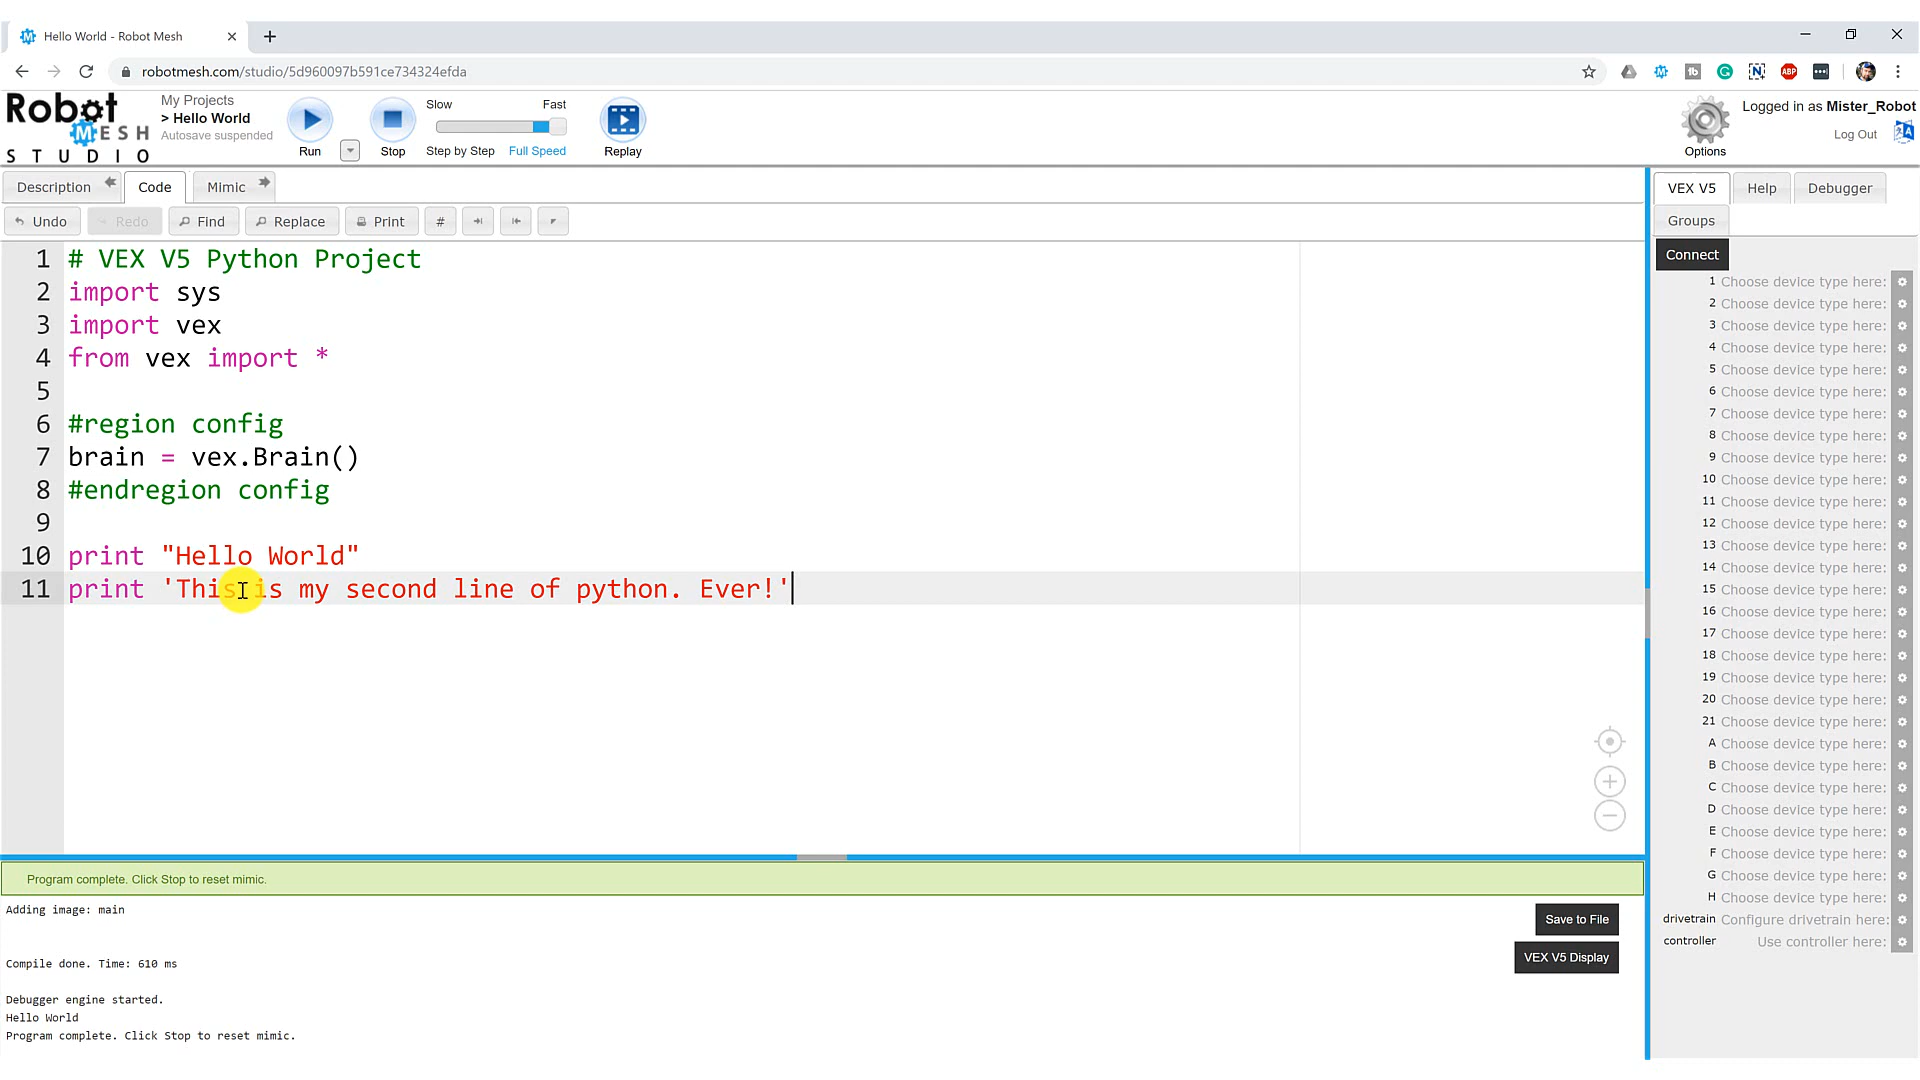 Hello World - Robot Mesh
robotmesh.com/studio/5d960097b591ce734324efda
Robot
MESH
STUDIO
My Projects
> Hello World
Autosave suspended
Run
Stop
Slow Fast
Step by Step Full Speed
Replay
Options
Logged in as Mister_Robot
Log Out
Description
Code
Mimic
Undo
Redo
Find
Replace
Print
#
1 # VEX V5 Python Project
2 import sys
3 import vex
4 from vex import *
5
6 #region config
7 brain = vex.Brain()
8 #endregion config
9
10 print "Hello World"
11 print 'This is my second line of python. Ever!'
Program complete. Click Stop to reset mimic.
Adding image: main
Compile done. Time: 610 ms
Debugger engine started.
Hello World
Program complete. Click Stop to reset mimic.
Save to File
VEX V5 Display
VEX V5
Help
Debugger
Groups
Connect
1 Choose device type here:
2 Choose device type here:
3 Choose device type here:
4 Choose device type here:
5 Choose device type here:
6 Choose device type here:
7 Choose device type here:
8 Choose device type here:
9 Choose device type here:
10 Choose device type here:
11 Choose device type here:
12 Choose device type here:
13 Choose device type here:
14 Choose device type here:
15 Choose device type here:
16 Choose device type here:
17 Choose device type here:
18 Choose device type here:
19 Choose device type here:
20 Choose device type here:
21 Choose device type here:
A Choose device type here:
B Choose device type here:
C Choose device type here:
D Choose device type here:
E Choose device type here:
F Choose device type here:
G Choose device type here:
H Choose device type here:
drivetrain Configure drivetrain here:
controller Use controller here: